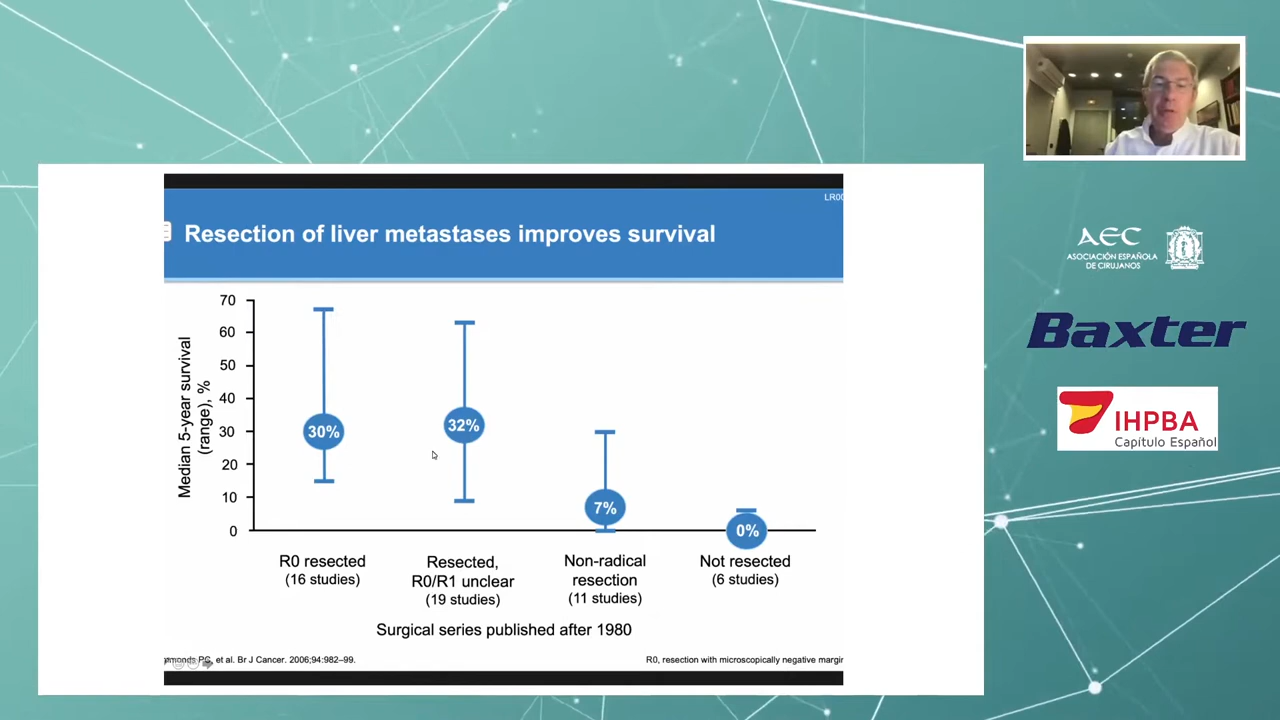 LR00
Resection of liver metastases improves survival
Median 5-year survival
(range), %
70
60
50
40
30
20
10
0
30%
32%
7%
0%
R0 resected
(16 studies)
Resected,
R0/R1 unclear
(19 studies)
Non-radical
resection
(11 studies)
Not resected
(6 studies)
Surgical series published after 1980
et al. Br J Cancer. 2006;94:982–99.
R0, resection with microscopically negative margin
AEC
ASOCIACIÓN ESPAÑOLA
DE CIRUJANOS
Baxter
IHPBA
Capítulo Español